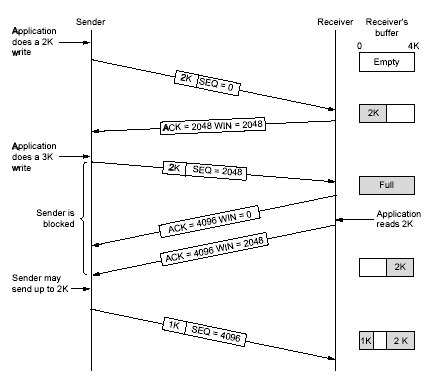 Sender
Receiver
Receiver's
buffer
Application
does a 2K
write
0 4K
Empty
2K SEQ = 0
2K
ACK = 2048 WIN = 2048
Application
does a 3K
write
2K SEQ = 2048
Full
Sender is
blocked
ACK = 4096 WIN = 0
Application
reads 2K
ACK = 4096 WIN = 2048
2K
Sender may
send up to 2K
1K SEQ = 4096
1K 2 K